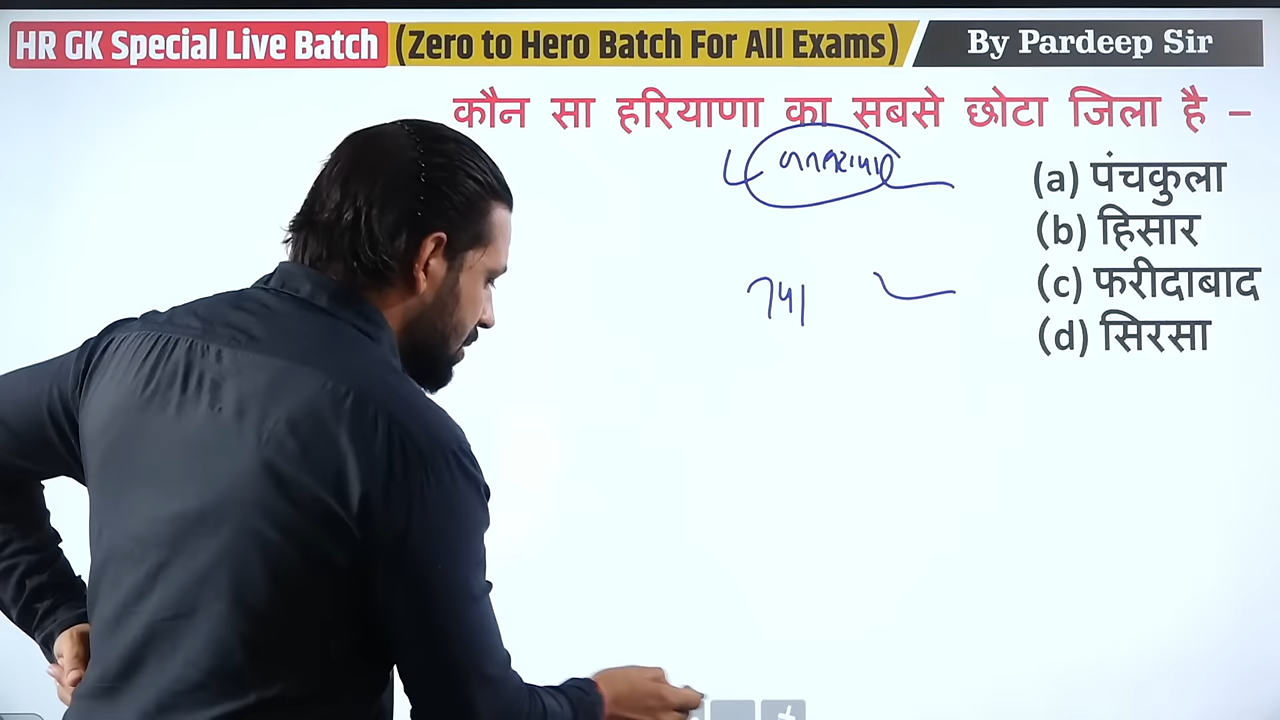 HR GK Special Live Batch (Zero to Hero Batch For All Exams) By Pardeep Sir
कौन सा हरियाणा का सबसे छोटा जिला है –
(a) पंचकुला
(b) हिसार
741
(c) फरीदाबाद
(d) सिरसा